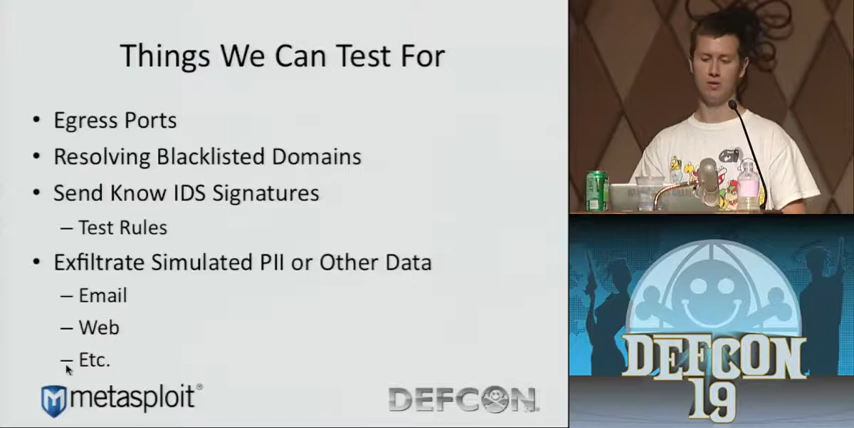 Things We Can Test For
• Egress Ports
• Resolving Blacklisted Domains
• Send Know IDS Signatures
– Test Rules
• Exfiltrate Simulated PII or Other Data
– Email
– Web
– Etc.
metasploit®
DEFCON
DEFCON
19